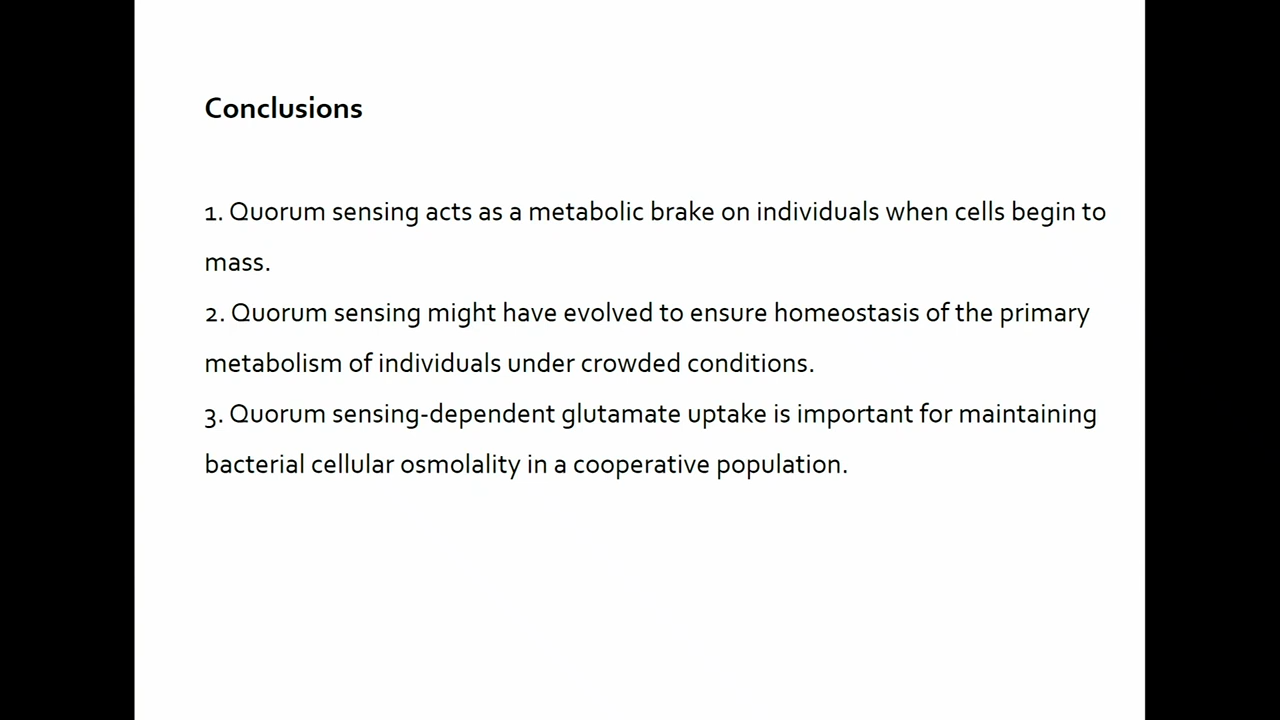 Conclusions
1. Quorum sensing acts as a metabolic brake on individuals when cells begin to
mass.
2. Quorum sensing might have evolved to ensure homeostasis of the primary
metabolism of individuals under crowded conditions.
3. Quorum sensing-dependent glutamate uptake is important for maintaining
bacterial cellular osmolality in a cooperative population.